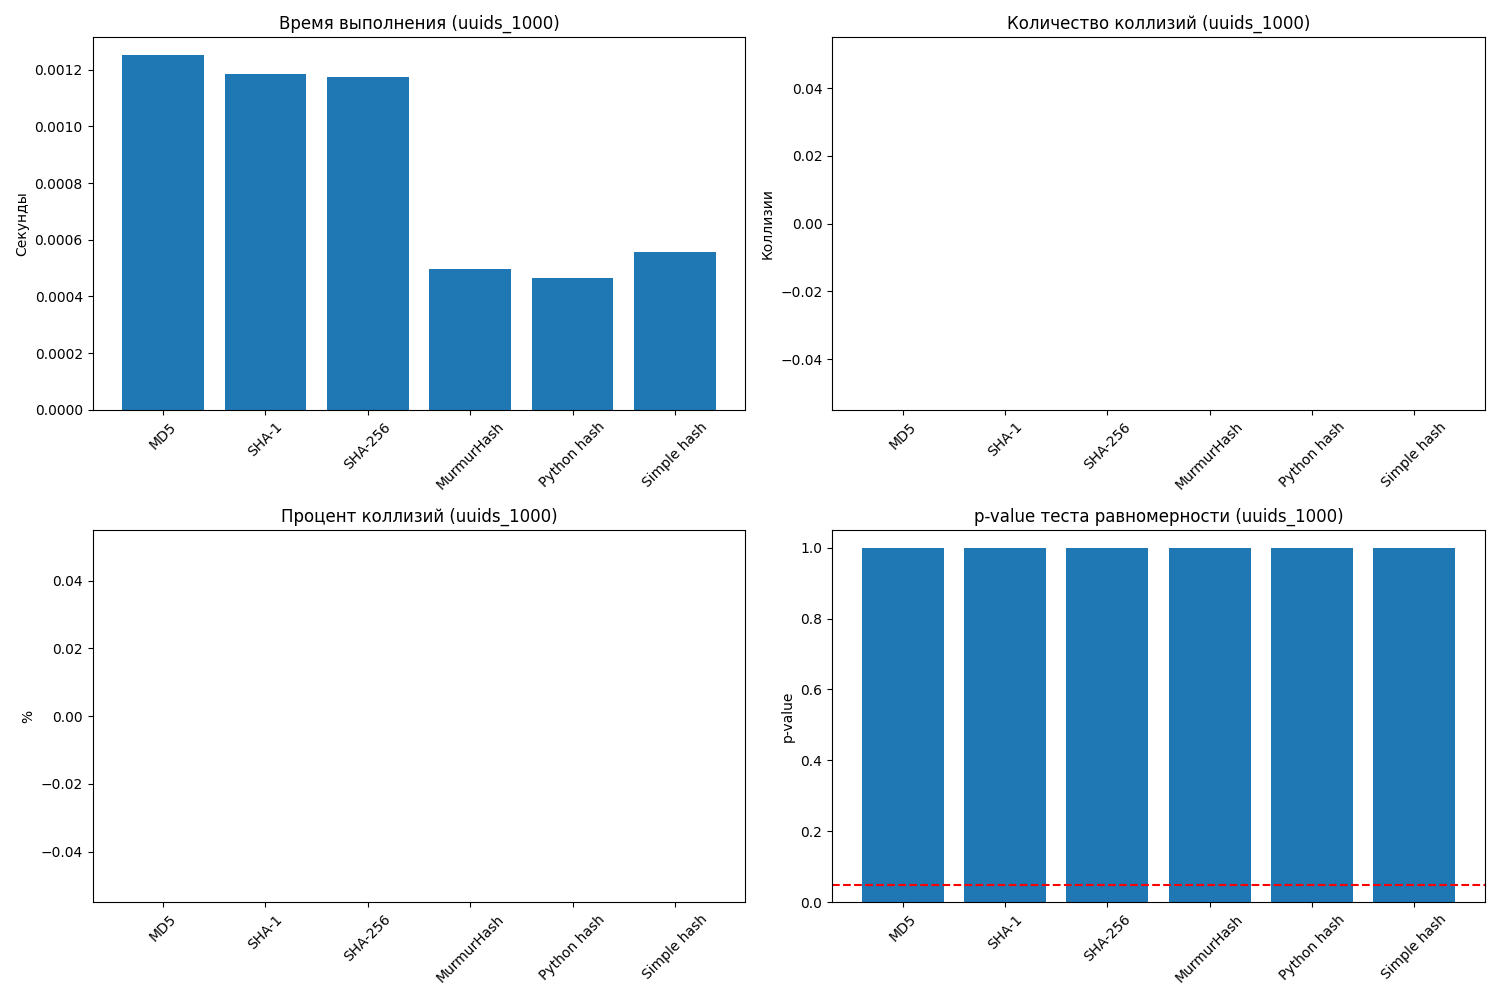 Время выполнения (uuids_1000)
Секунды
0.0012
0.0010
0.0008
0.0006
0.0004
0.0002
0.0000
MD5
SHA-1
SHA-256
MurmurHash
Python hash
Simple hash
Количество коллизий (uuids_1000)
Коллизии
0.04
0.02
0.00
−0.02
−0.04
MD5
SHA-1
SHA-256
MurmurHash
Python hash
Simple hash
Процент коллизий (uuids_1000)
%
0.04
0.02
0.00
−0.02
−0.04
MD5
SHA-1
SHA-256
MurmurHash
Python hash
Simple hash
p-value теста равномерности (uuids_1000)
p-value
1.0
0.8
0.6
0.4
0.2
0.0
MD5
SHA-1
SHA-256
MurmurHash
Python hash
Simple hash